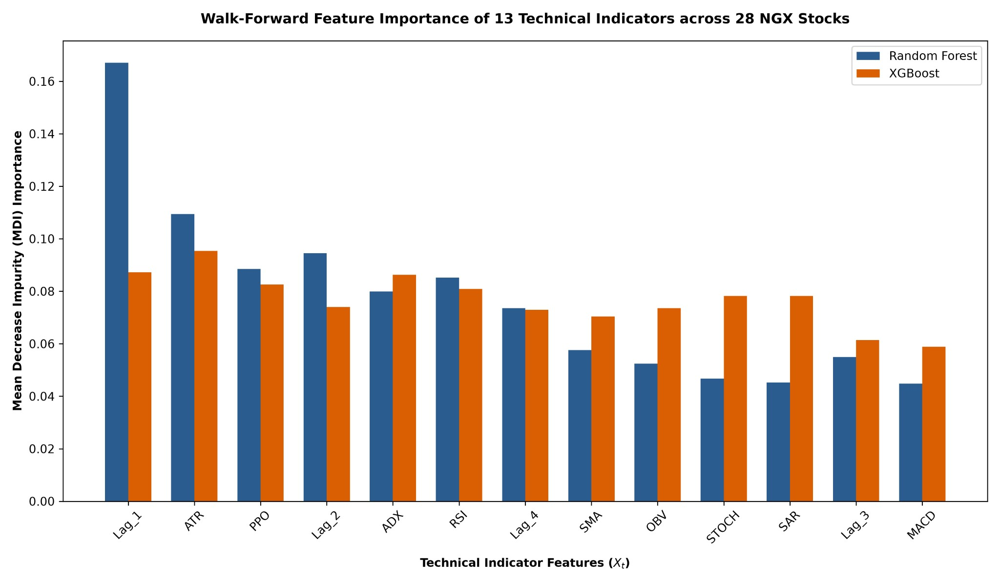 Walk-Forward Feature Importance of 13 Technical Indicators across 28 NGX Stocks
Random Forest
XGBoost
Mean Decrease Impurity (MDI) Importance
0.16
0.14
0.12
0.10
0.08
0.06
0.04
0.02
0.00
Lag_1 ATR PPO Lag_2 ADX RSI Lag_4 SMA OBV STOCH SAR Lag_3 MACD
Technical Indicator Features (Xₜ)